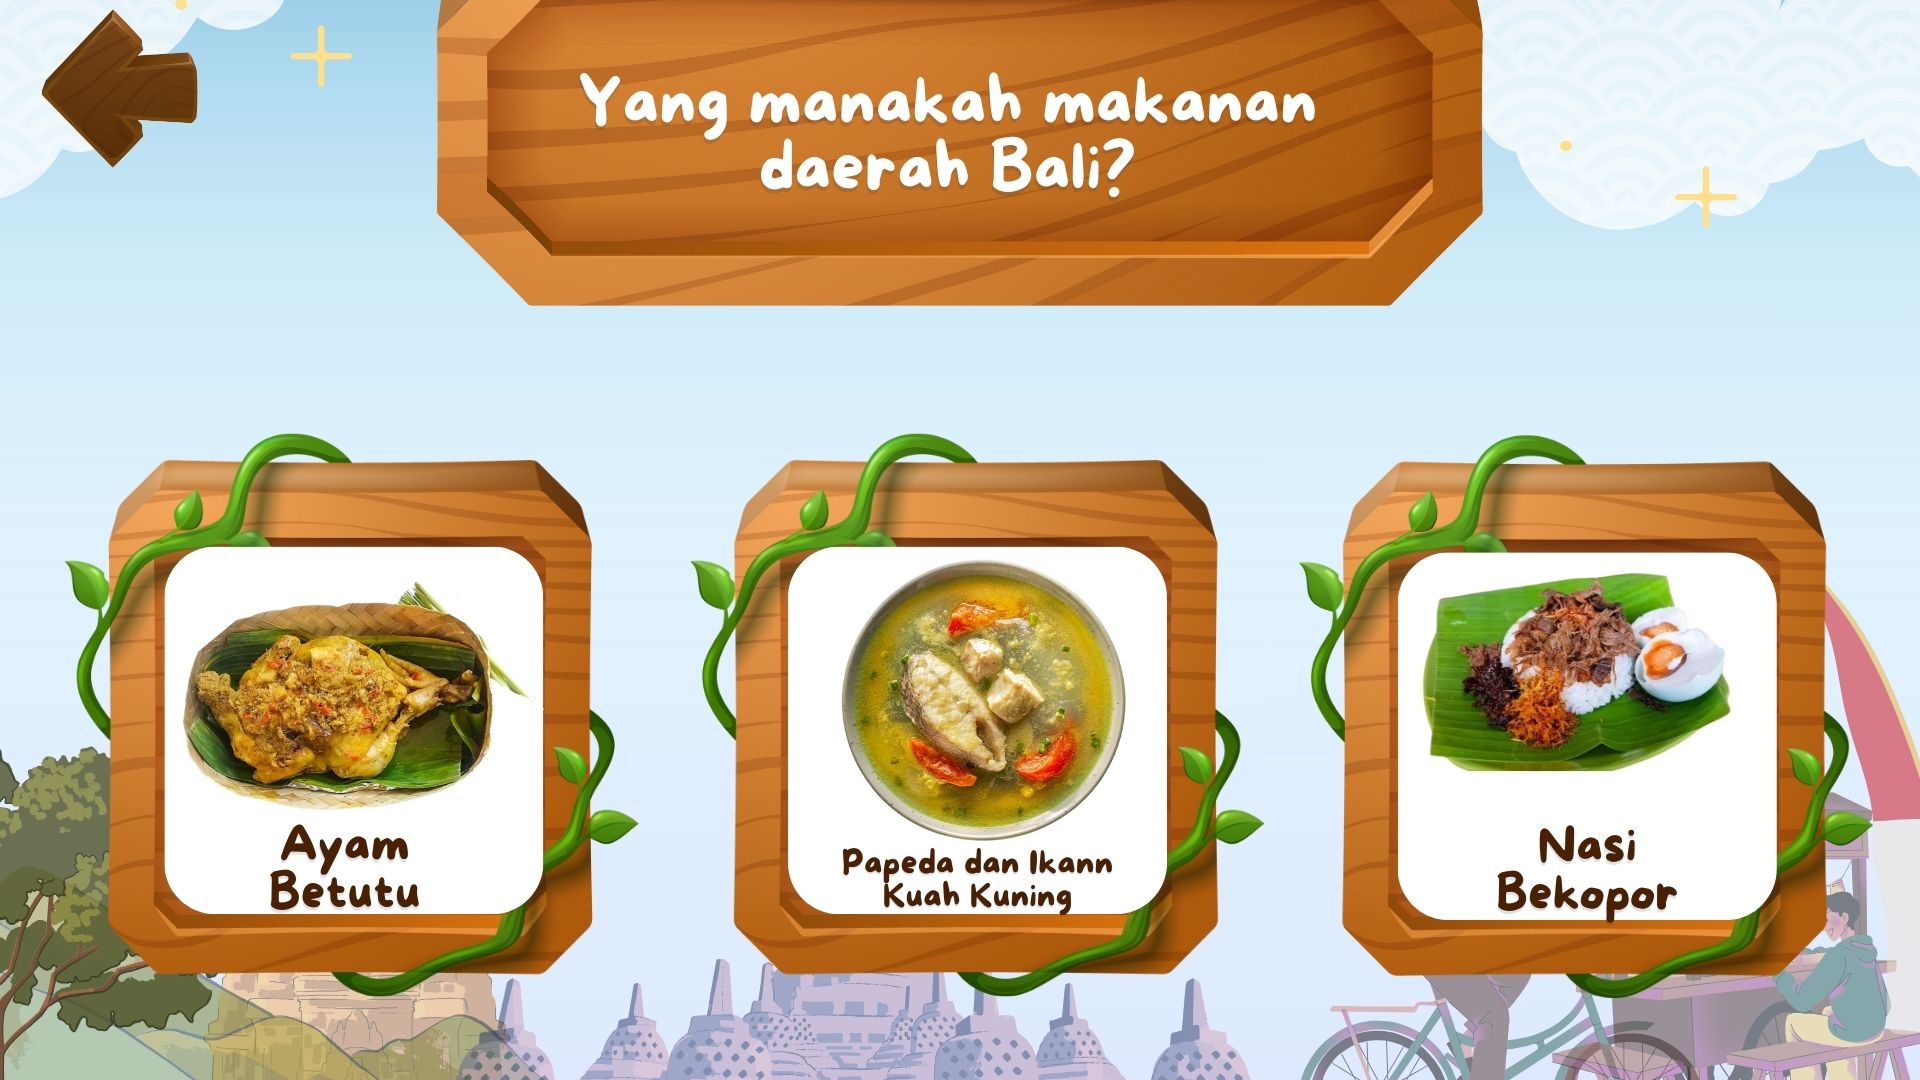 Yang manakah makanan
daerah Bali?
Ayam
Betutu
Papeda dan Ikann
Kuah Kuning
Nasi
Bekopor